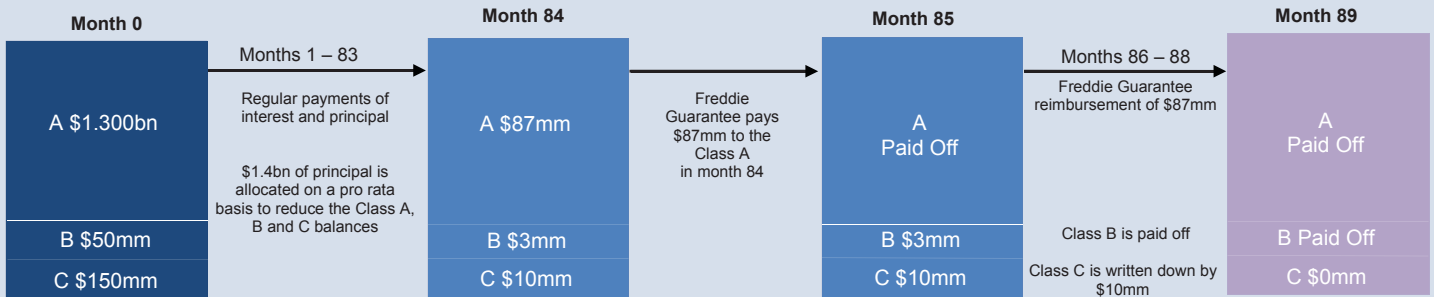 Month 0
A $1.300bn
B $50mm
C $150mm
Months 1 – 83
Regular payments of
interest and principal
$1.4bn of principal is
allocated on a pro rata
basis to reduce the Class A,
B and C balances
Month 84
A $87mm
B $3mm
C $10mm
Freddie
Guarantee pays
$87mm to the
Class A
in month 84
Month 85
A
Paid Off
B $3mm
C $10mm
Months 86 – 88
Freddie Guarantee
reimbursement of $87mm
Class B is paid off
Class C is written down by
$10mm
Month 89
A
Paid Off
B Paid Off
C $0mm